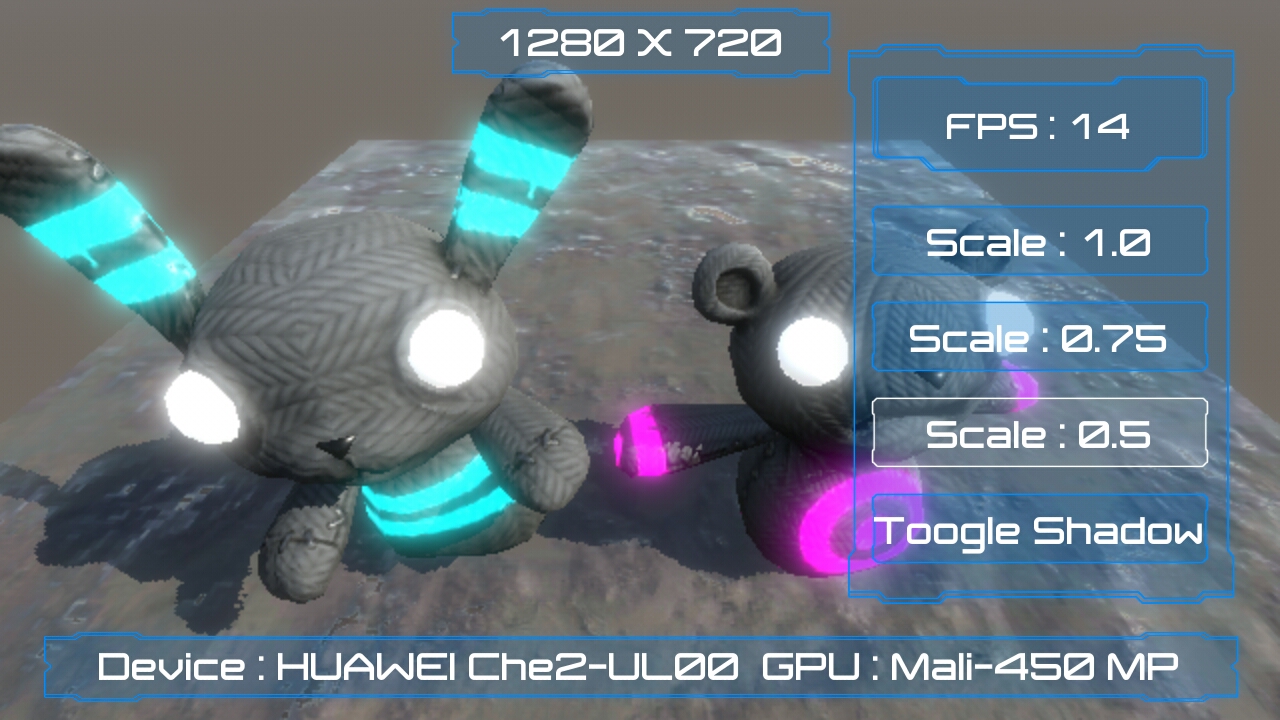 1280 X 720
FPS : 14
Scale : 1.0
Scale : 0.75
Scale : 0.5
Toogle Shadow
Device : HUAWEI Che2-UL00 GPU : Mali-450 MP